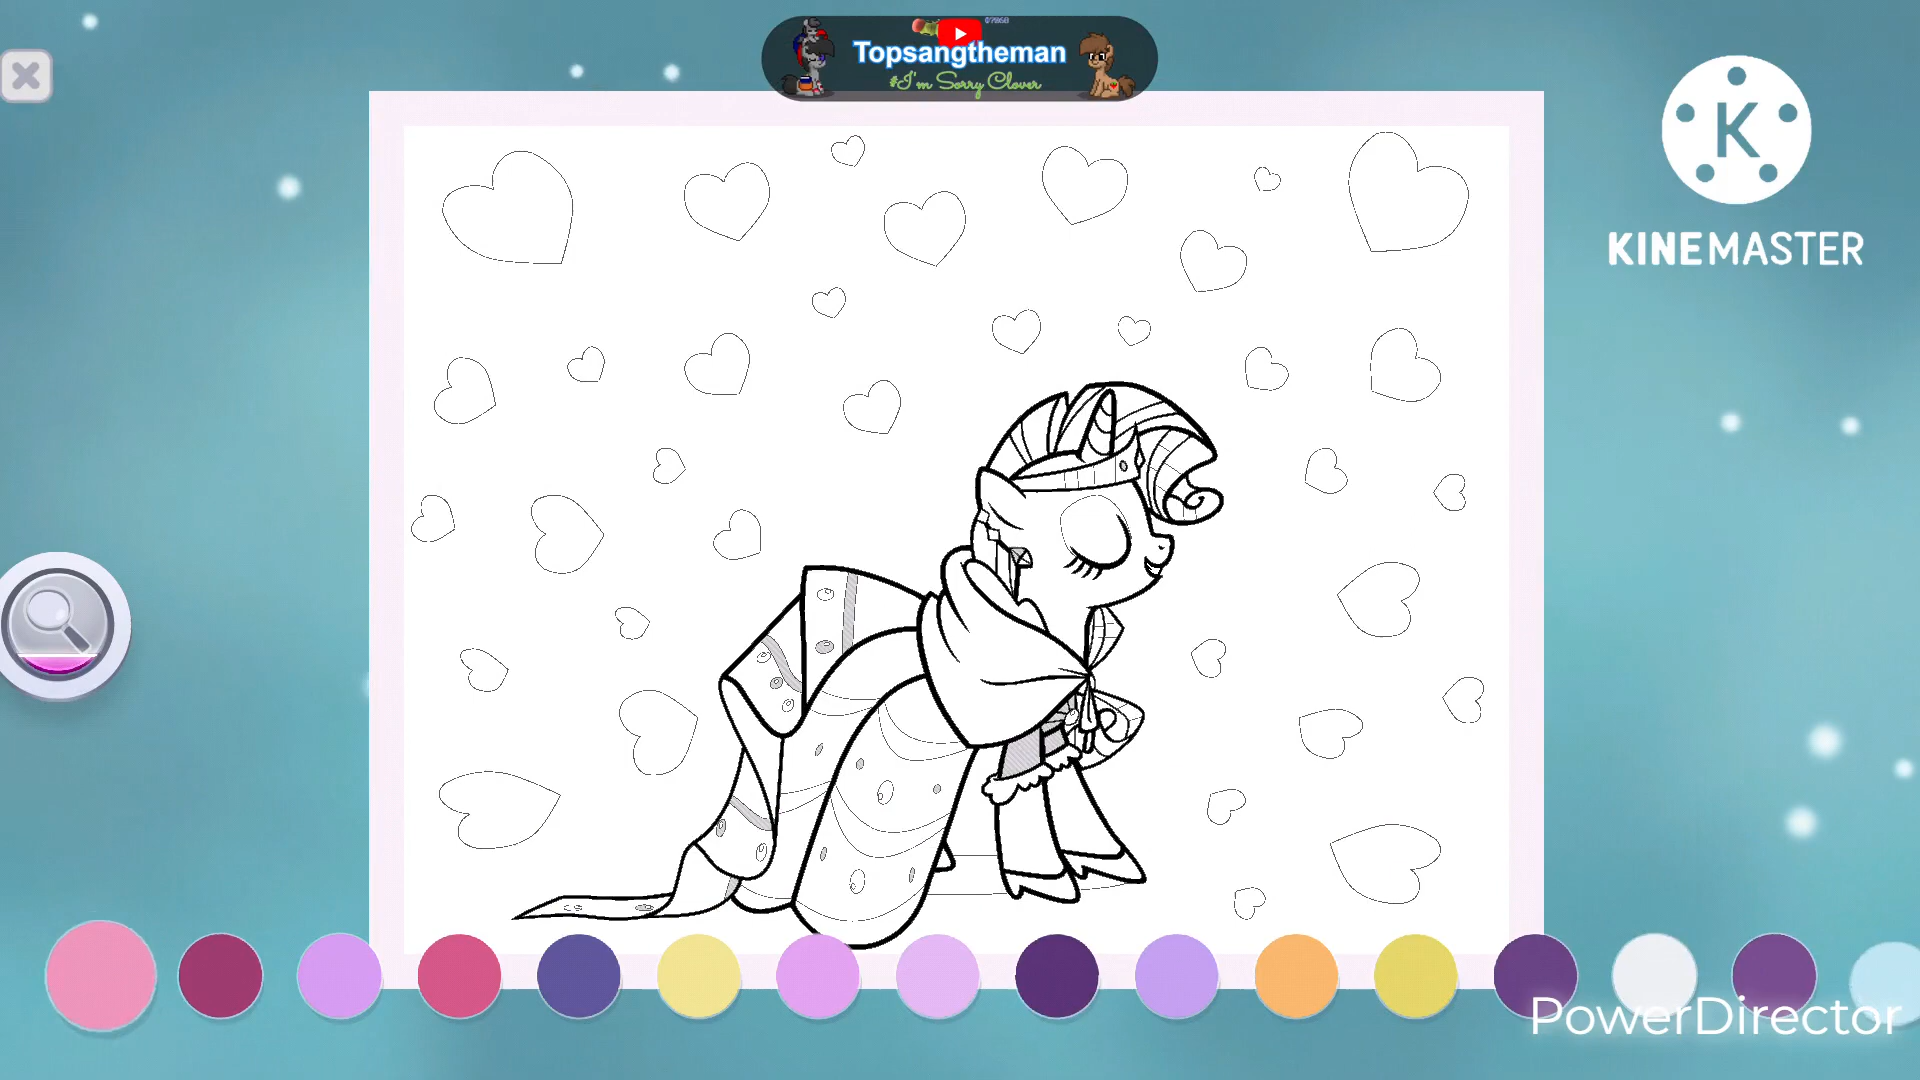 Topsangtheman
#I'm Sorry Clover
K
KINEMASTER
PowerDirector